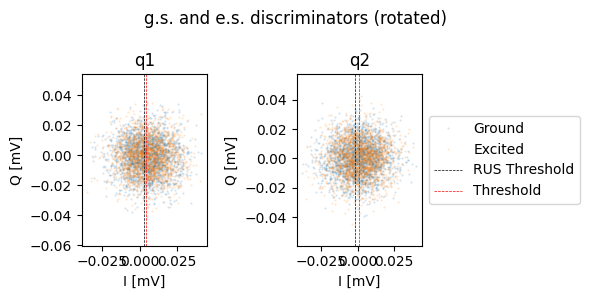 g.s. and e.s. discriminators (rotated)
q1
q2
Q [mV]
0.04
0.02
0.00
−0.02
−0.04
−0.06
−0.025
0.000
0.025
I [mV]
Q [mV]
0.04
0.02
0.00
−0.02
−0.04
−0.025
0.000
0.025
I [mV]
Ground
Excited
RUS Threshold
Threshold